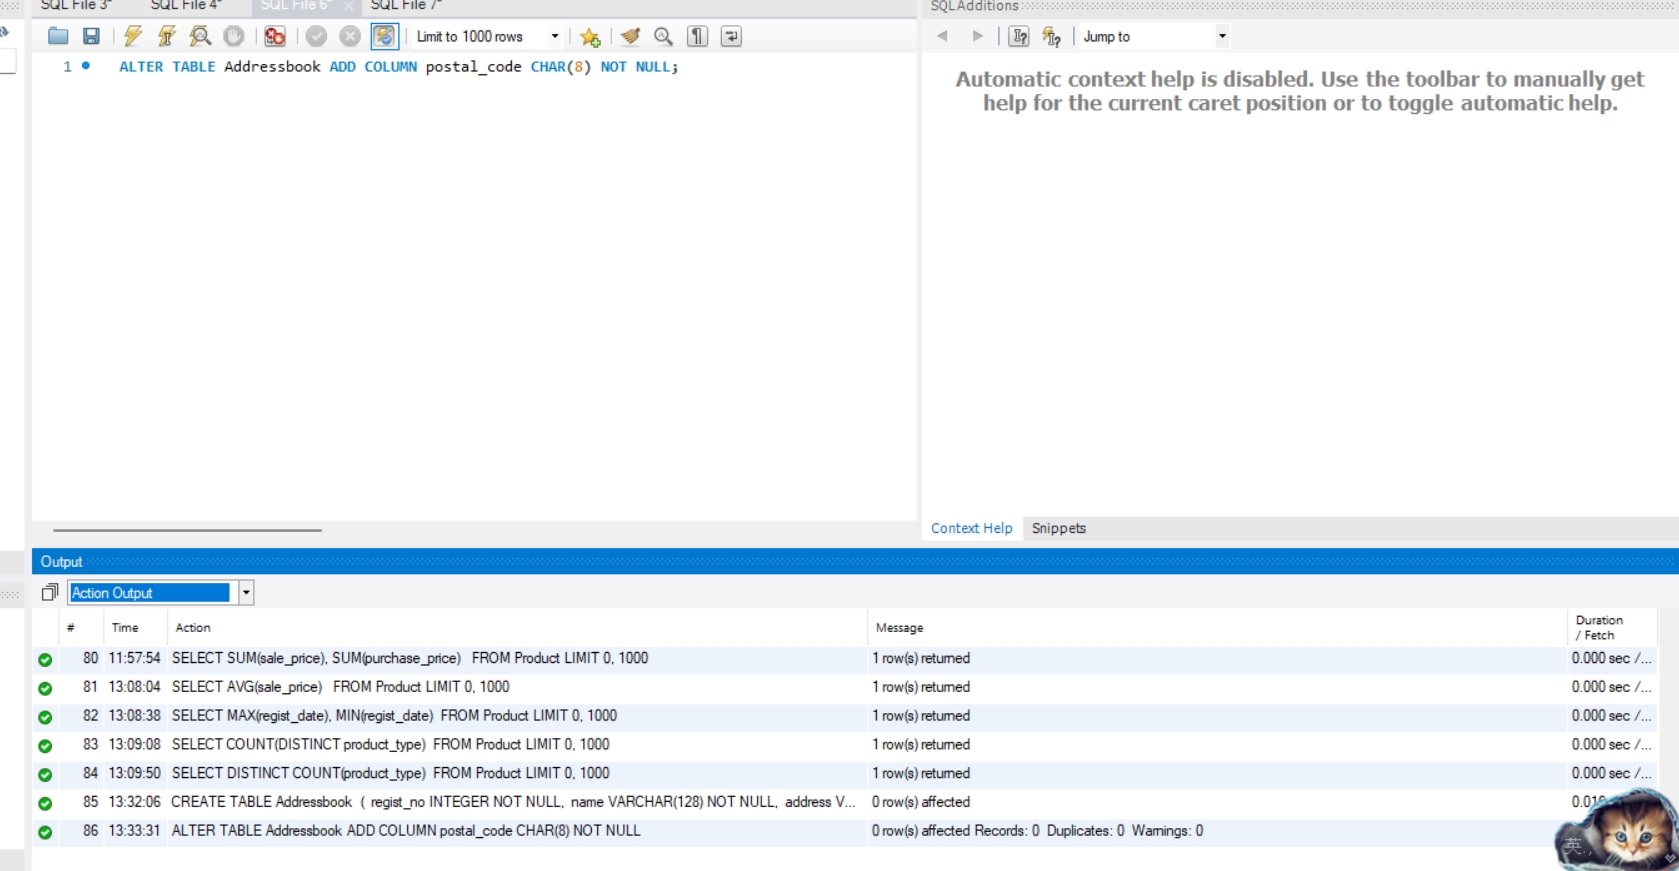 SQL File 3* SQL File 4* SQL File 6* SQL File 7* SQLAdditions
Limit to 1000 rows Jump to
1 ALTER TABLE Addressbook ADD COLUMN postal_code CHAR(8) NOT NULL;
Automatic context help is disabled. Use the toolbar to manually get
help for the current caret position or to toggle automatic help.
Context Help Snippets
Output
Action Output
# Time Action Message Duration / Fetch
80 11:57:54 SELECT SUM(sale_price), SUM(purchase_price) FROM Product LIMIT 0, 1000 1 row(s) returned 0.000 sec /...
81 13:08:04 SELECT AVG(sale_price) FROM Product LIMIT 0, 1000 1 row(s) returned 0.000 sec /...
82 13:08:38 SELECT MAX(regist_date), MIN(regist_date) FROM Product LIMIT 0, 1000 1 row(s) returned 0.000 sec /...
83 13:09:08 SELECT COUNT(DISTINCT product_type) FROM Product LIMIT 0, 1000 1 row(s) returned 0.000 sec /...
84 13:09:50 SELECT DISTINCT COUNT(product_type) FROM Product LIMIT 0, 1000 1 row(s) returned 0.000 sec /...
85 13:32:06 CREATE TABLE Addressbook ( regist_no INTEGER NOT NULL, name VARCHAR(128) NOT NULL, address V... 0 row(s) affected
86 13:33:31 ALTER TABLE Addressbook ADD COLUMN postal_code CHAR(8) NOT NULL 0 row(s) affected Records: 0 Duplicates: 0 Warnings: 0
英